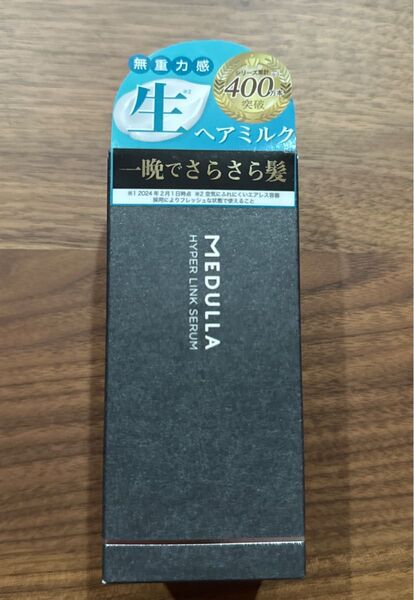 無重力感
シリーズ累計※1
400万本
突破
生※2
ヘアミルク
一晩でさらさら髪
※1 2024年2月1日時点 ※2 空気にふれにくいエアレス容器
採用によりフレッシュな状態で使えること
MEDULLA
HYPER LINK SERUM